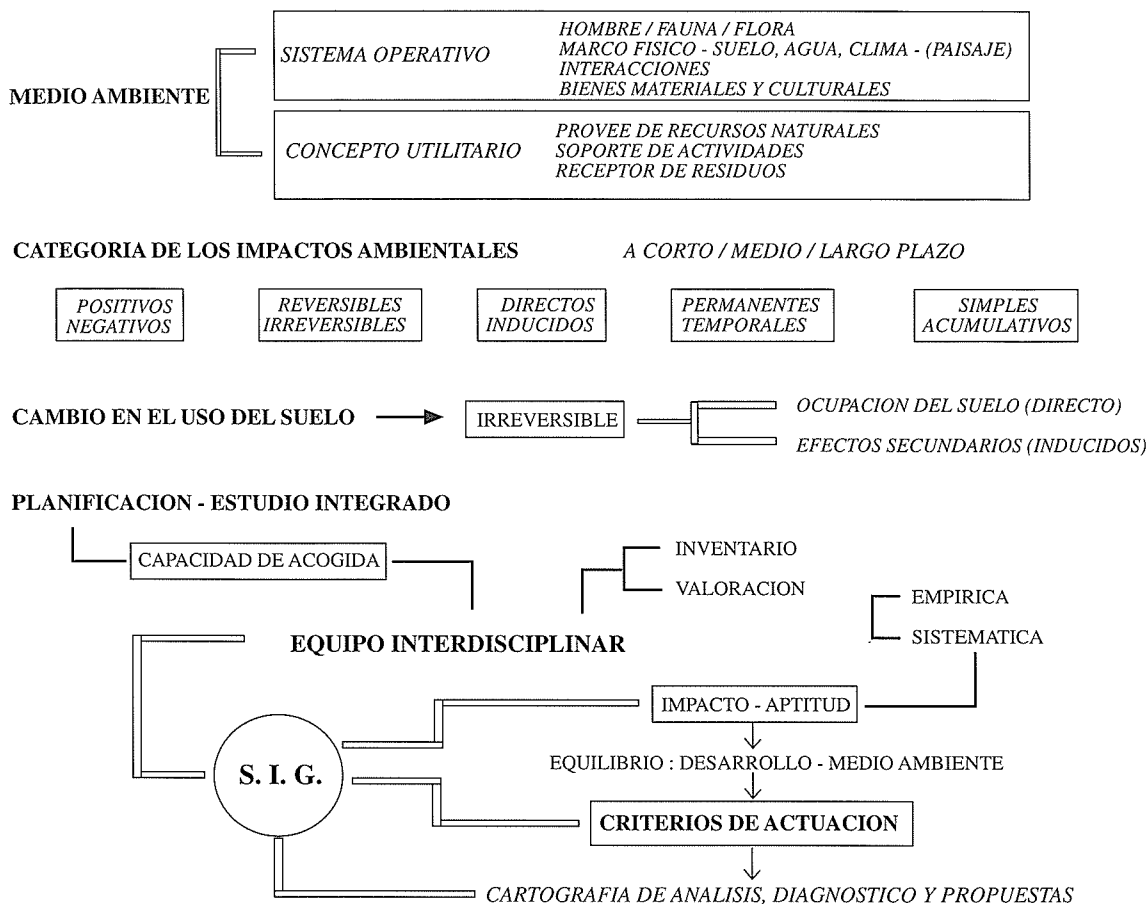 MEDIO AMBIENTE
SISTEMA OPERATIVO
HOMBRE / FAUNA / FLORA
MARCO FISICO - SUELO, AGUA, CLIMA - (PAISAJE)
INTERACCIONES
BIENES MATERIALES Y CULTURALES
CONCEPTO UTILITARIO
PROVEE DE RECURSOS NATURALES
SOPORTE DE ACTIVIDADES
RECEPTOR DE RESIDUOS
CATEGORIA DE LOS IMPACTOS AMBIENTALES
A CORTO / MEDIO / LARGO PLAZO
POSITIVOS
NEGATIVOS
REVERSIBLES
IRREVERSIBLES
DIRECTOS
INDUCIDOS
PERMANENTES
TEMPORALES
SIMPLES
ACUMULATIVOS
CAMBIO EN EL USO DEL SUELO
IRREVERSIBLE
OCUPACION DEL SUELO (DIRECTO)
EFECTOS SECUNDARIOS (INDUCIDOS)
PLANIFICACION - ESTUDIO INTEGRADO
CAPACIDAD DE ACOGIDA
INVENTARIO
VALORACION
EMPIRICA
SISTEMATICA
EQUIPO INTERDISCIPLINAR
IMPACTO - APTITUD
S. I. G.
EQUILIBRIO : DESARROLLO - MEDIO AMBIENTE
CRITERIOS DE ACTUACION
CARTOGRAFIA DE ANALISIS, DIAGNOSTICO Y PROPUESTAS